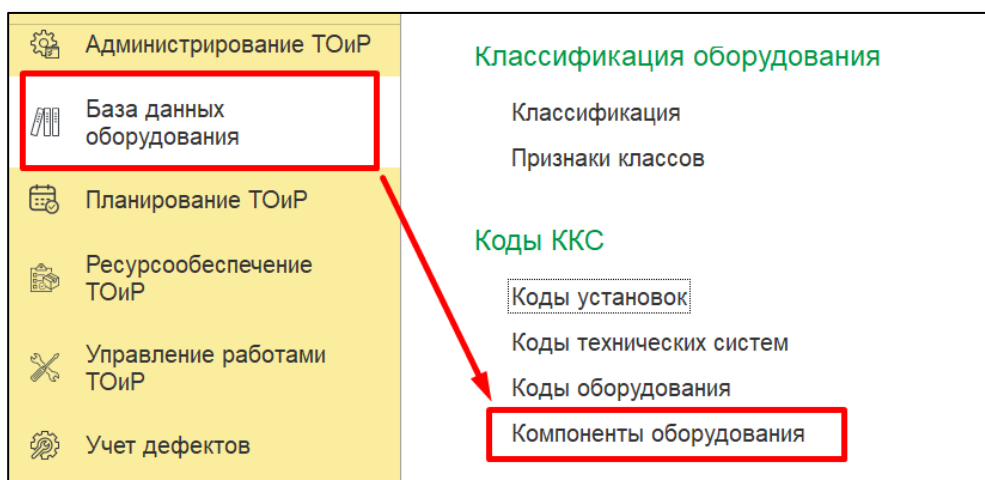 Администрирование ТОиР
База данных
оборудования
Планирование ТОиР
Ресурсообеспечение
ТОиР
Управление работами
ТОиР
Учет дефектов
Классификация оборудования
Классификация
Признаки классов
Коды ККС
Коды установок
Коды технических систем
Коды оборудования
Компоненты оборудования